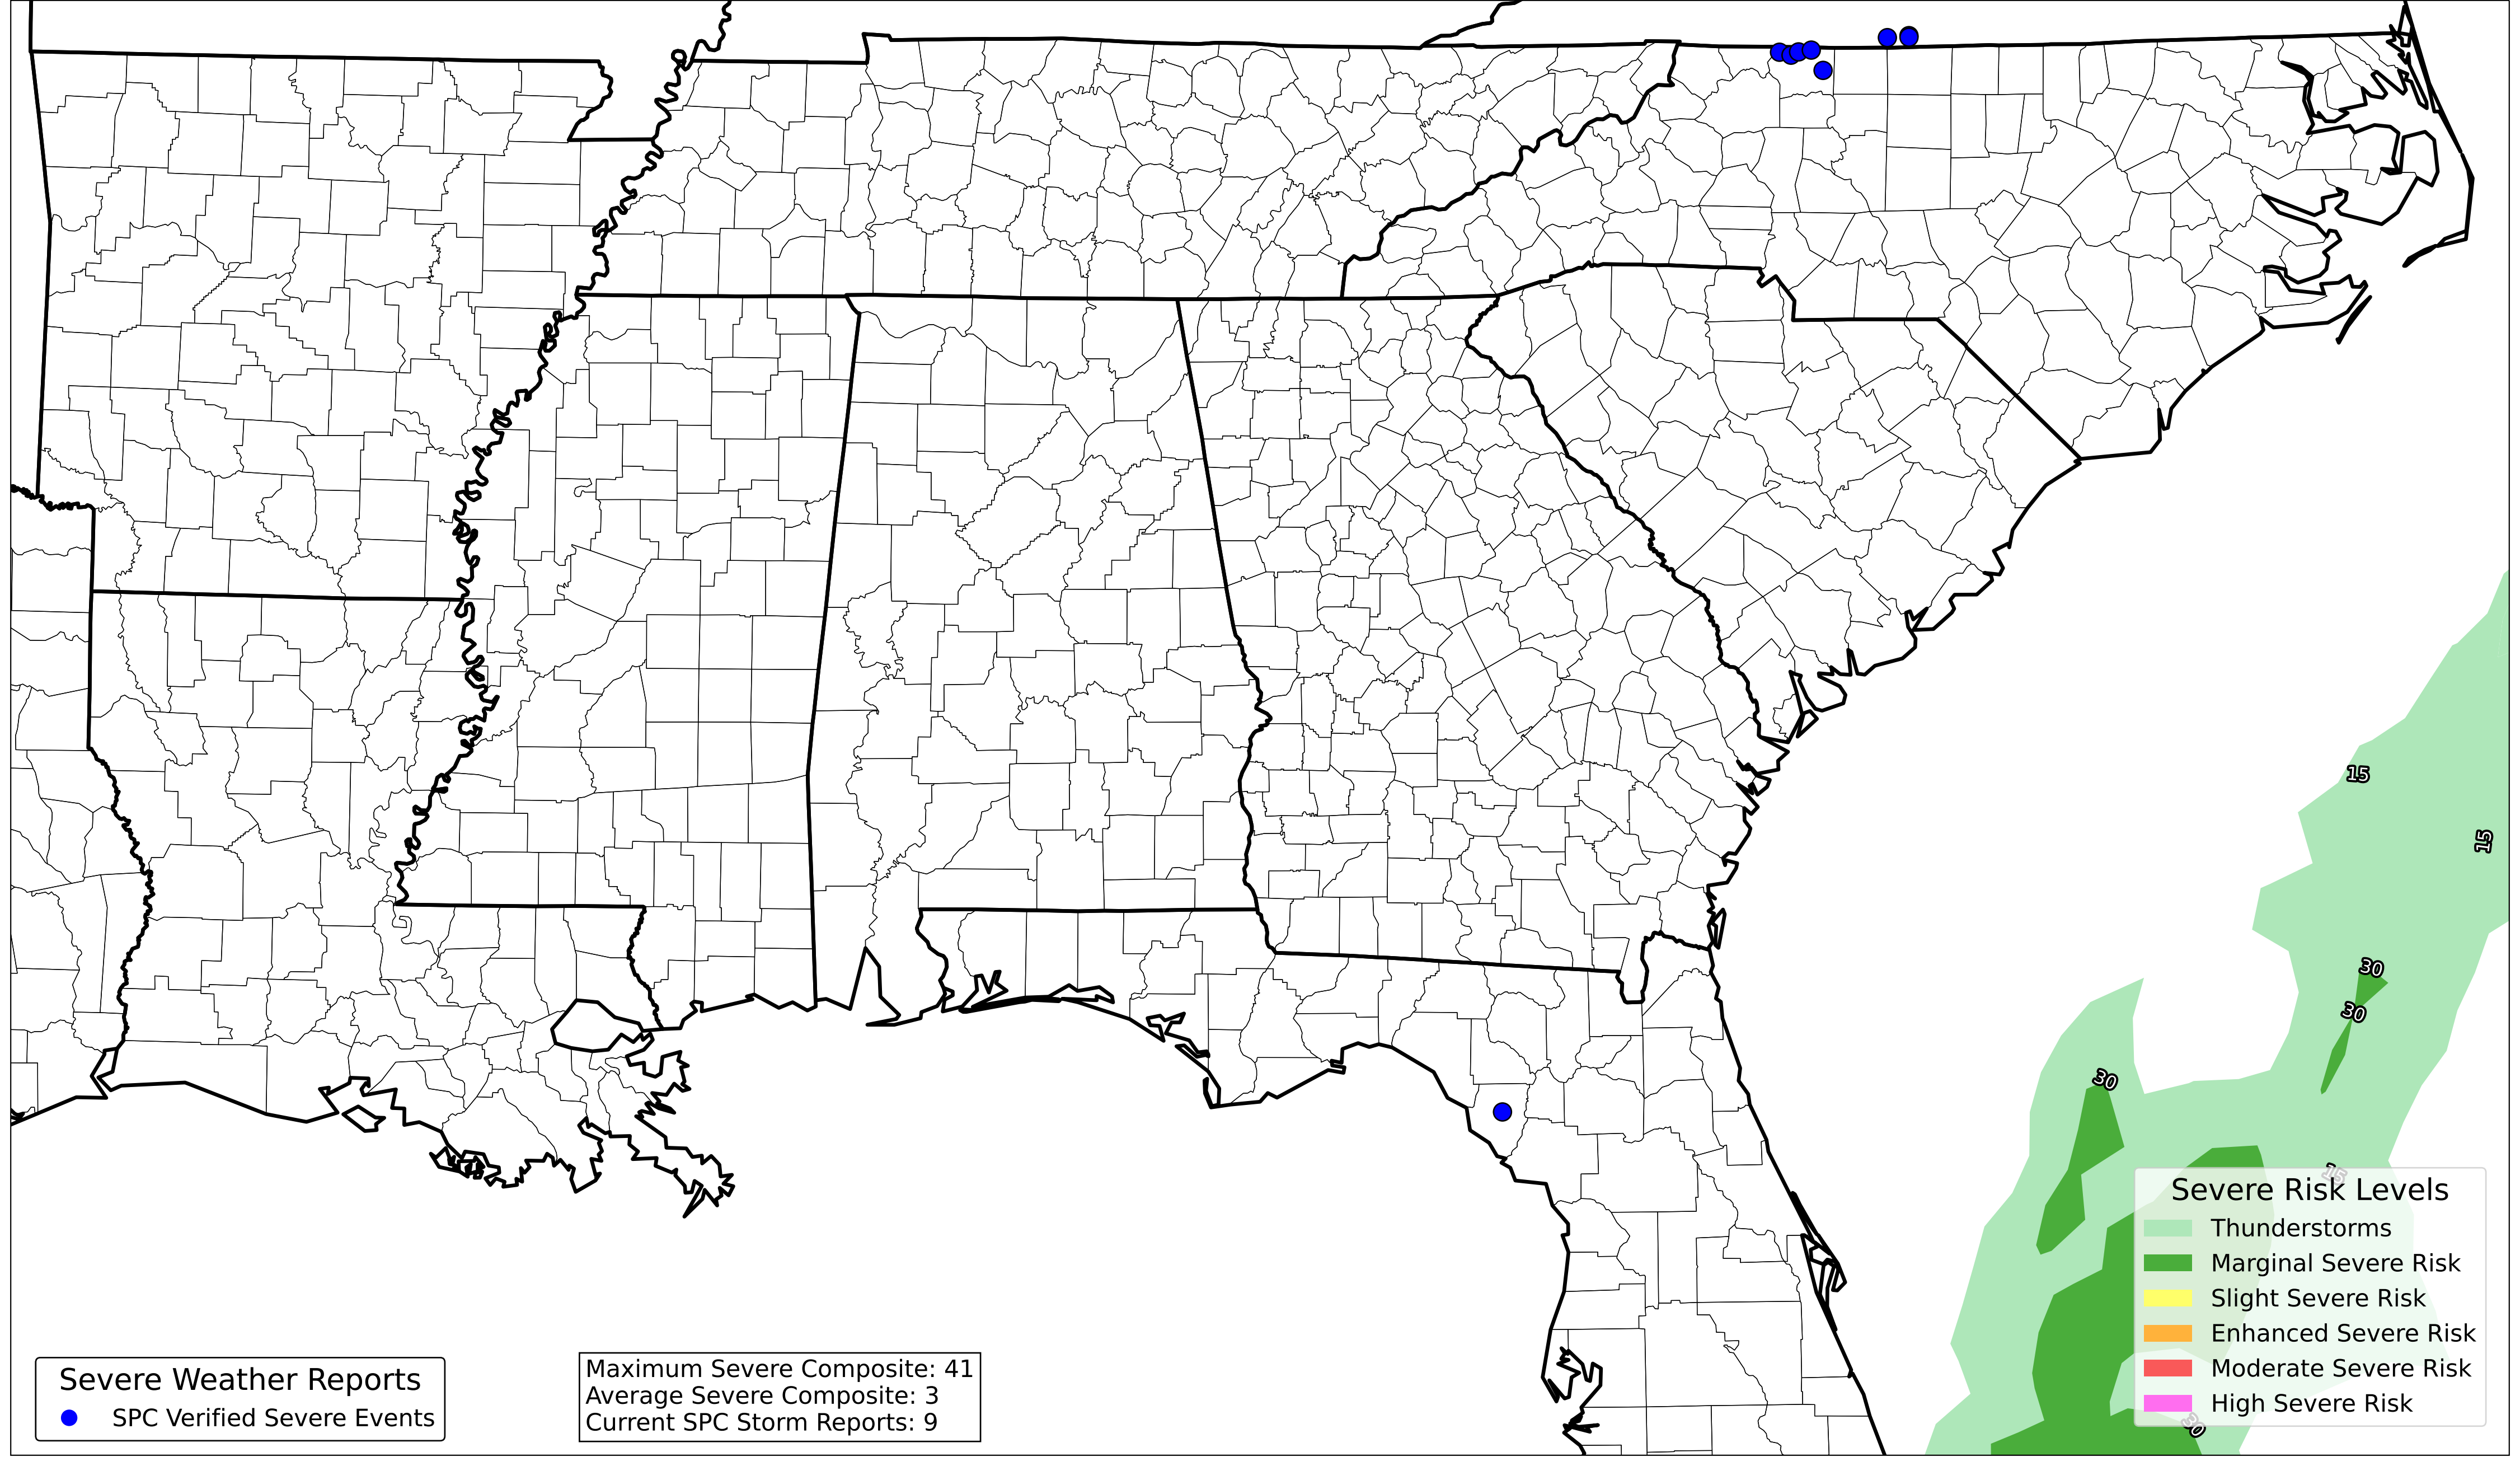 15
15
30
30
30
15
Severe Risk Levels
Thunderstorms
Marginal Severe Risk
Slight Severe Risk
Enhanced Severe Risk
Moderate Severe Risk
High Severe Risk
30
Severe Weather Reports
SPC Verified Severe Events
Maximum Severe Composite: 41
Average Severe Composite: 3
Current SPC Storm Reports: 9